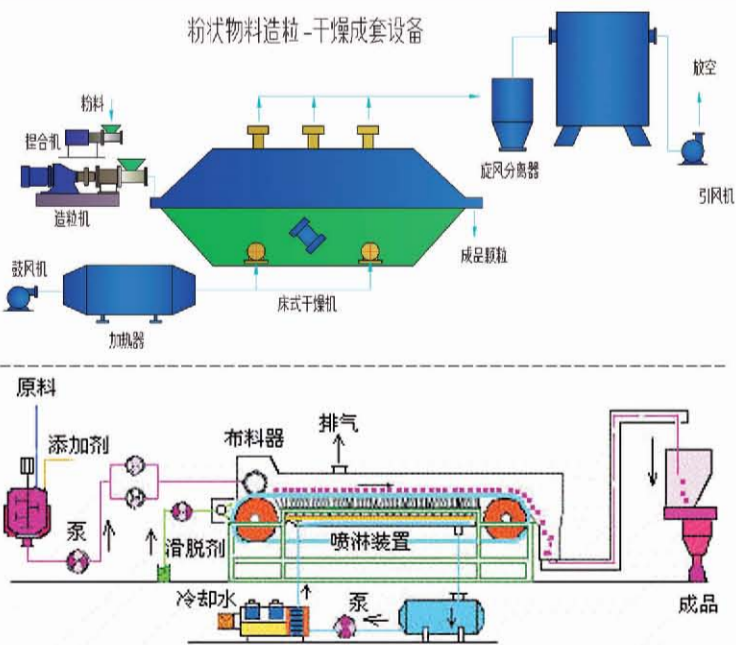 粉状物料造粒-干燥成套设备
粉料
捏合机
造粒机
鼓风机
加热器
床式干燥机
成品颗粒
旋风分离器
放空
引风机
原料
添加剂
泵
滑脱剂
布料器
排气
喷淋装置
冷却水
泵
成品